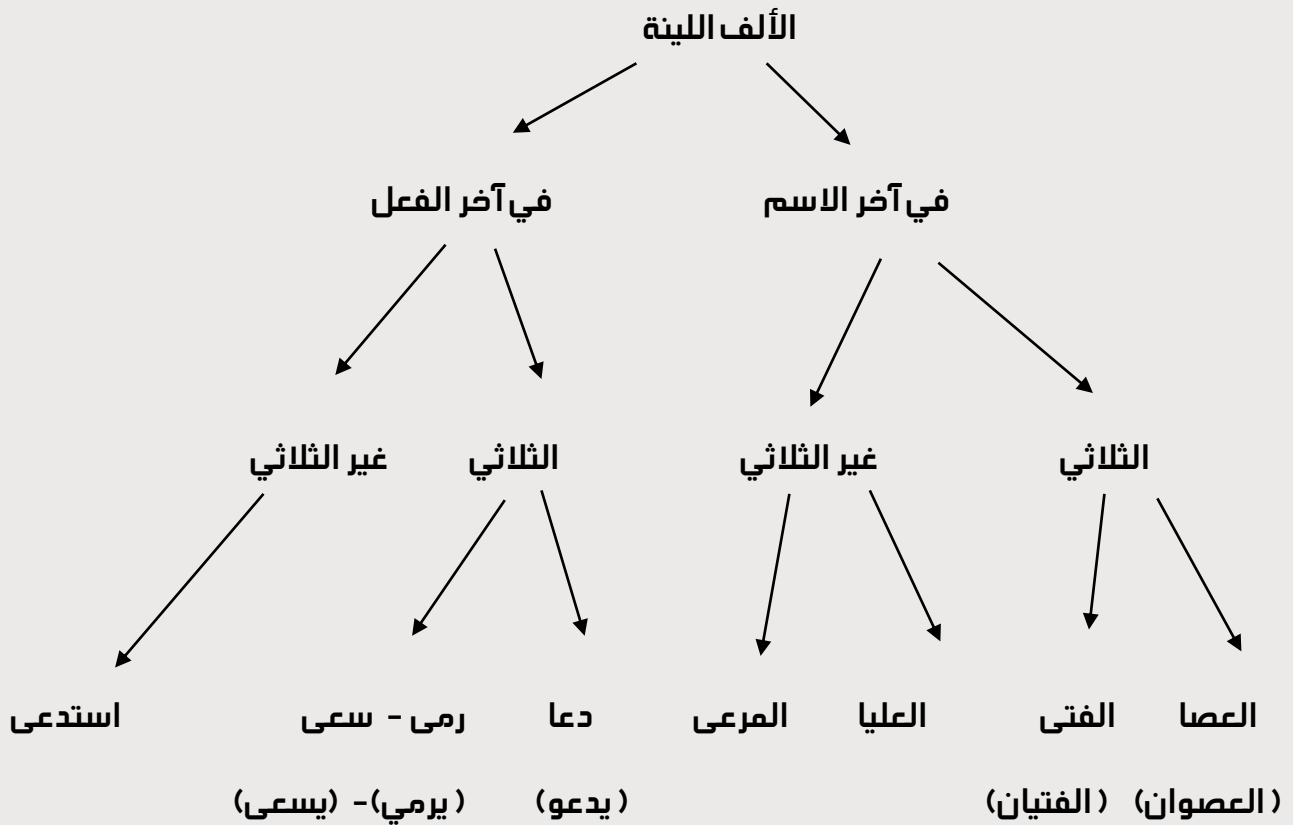 الألف اللينة
في آخر الاسم في آخر الفعل
الثلاثي غير الثلاثي الثلاثي غير الثلاثي
العصا الفتى العليا المرعى دعا رمى - سعى استدعى
(العصوان) (الفتيان) (يدعو) (يرمي) - (يسعى)